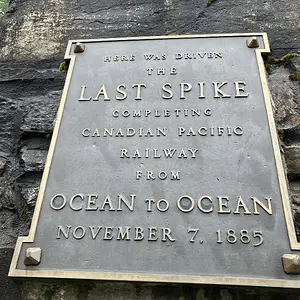 HERE WAS DRIVEN
THE
LAST SPIKE
COMPLETING
CANADIAN PACIFIC
RAILWAY
FROM
OCEAN TO OCEAN
NOVEMBER 7, 1885